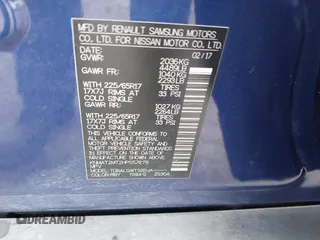 MFD BY RENAULT SAMSUNG MOTORS
CO. LTD. FOR NISSAN MOTOR CO., LTD.
DATE: 02/17
GVWR: 2036KG
4489LB
GAWR FR: 1040KG
2293LB
WITH 225/65R17 TIRES
17X7J RIMS AT 33 PSI
COLD SINGLE
GAWR RR: 1027KG
2264LB
WITH 225/65R17 TIRES
17X7J RIMS AT 33 PSI
COLD SINGLE
THIS VEHICLE CONFORMS TO ALL
APPLICABLE FEDERAL MOTOR VEHICLE
SAFETY, BUMPER, AND THEFT
PREVENTION STANDARDS IN EFFECT
ON THE DATE OF MANUFACTURE
SHOWN ABOVE.
MODEL
COLOR